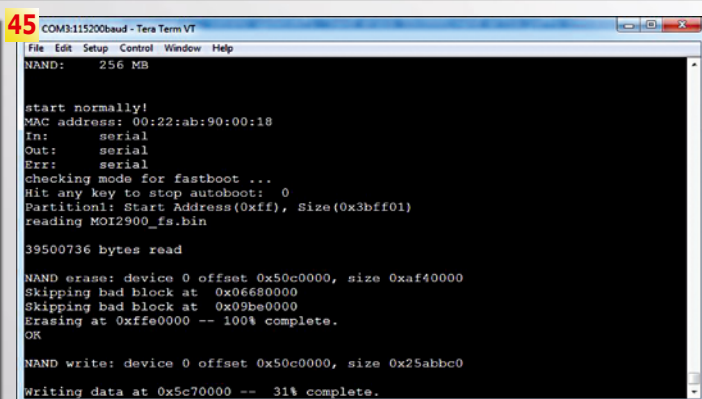 45
COM3:115200baud - Tera Term VT
File Edit Setup Control Window Help
NAND: 256 MB
start normally!
MAC address: 00:22:ab:90:00:18
In: serial
Out: serial
Err: serial
checking mode for fastboot ...
Hit any key to stop autoboot: 0
Partition1: Start Address(0xff), Size(0x3bff01)
reading MOI2900_fs.bin
39500736 bytes read
NAND erase: device 0 offset 0x50c0000, size 0xaf40000
Skipping bad block at 0x06680000
Skipping bad block at 0x09be0000
Erasing at 0xffe0000 -- 100% complete.
OK
NAND write: device 0 offset 0x50c0000, size 0x25abbc0
Writing data at 0x5c70000 -- 31% complete.